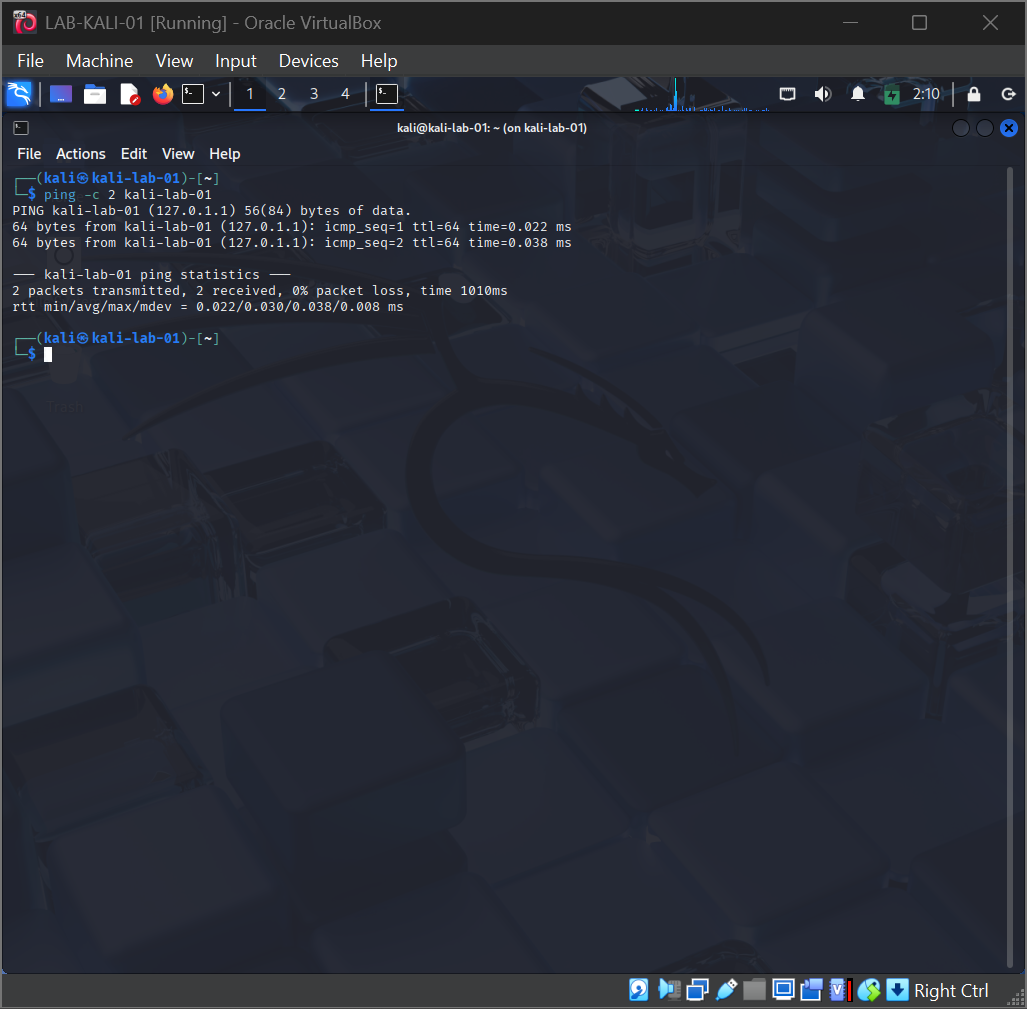 LAB-KALI-01 [Running] - Oracle VirtualBox
File Machine View Input Devices Help
1 2 3 4 2:10
kali@kali-lab-01: ~ (on kali-lab-01)
File Actions Edit View Help
┌──(kali㉿kali-lab-01)-[~]
└─$ ping -c 2 kali-lab-01
PING kali-lab-01 (127.0.1.1) 56(84) bytes of data.
64 bytes from kali-lab-01 (127.0.1.1): icmp_seq=1 ttl=64 time=0.022 ms
64 bytes from kali-lab-01 (127.0.1.1): icmp_seq=2 ttl=64 time=0.038 ms
--- kali-lab-01 ping statistics ---
2 packets transmitted, 2 received, 0% packet loss, time 1010ms
rtt min/avg/max/mdev = 0.022/0.030/0.038/0.008 ms
┌──(kali㉿kali-lab-01)-[~]
└─$
Trash
Right Ctrl